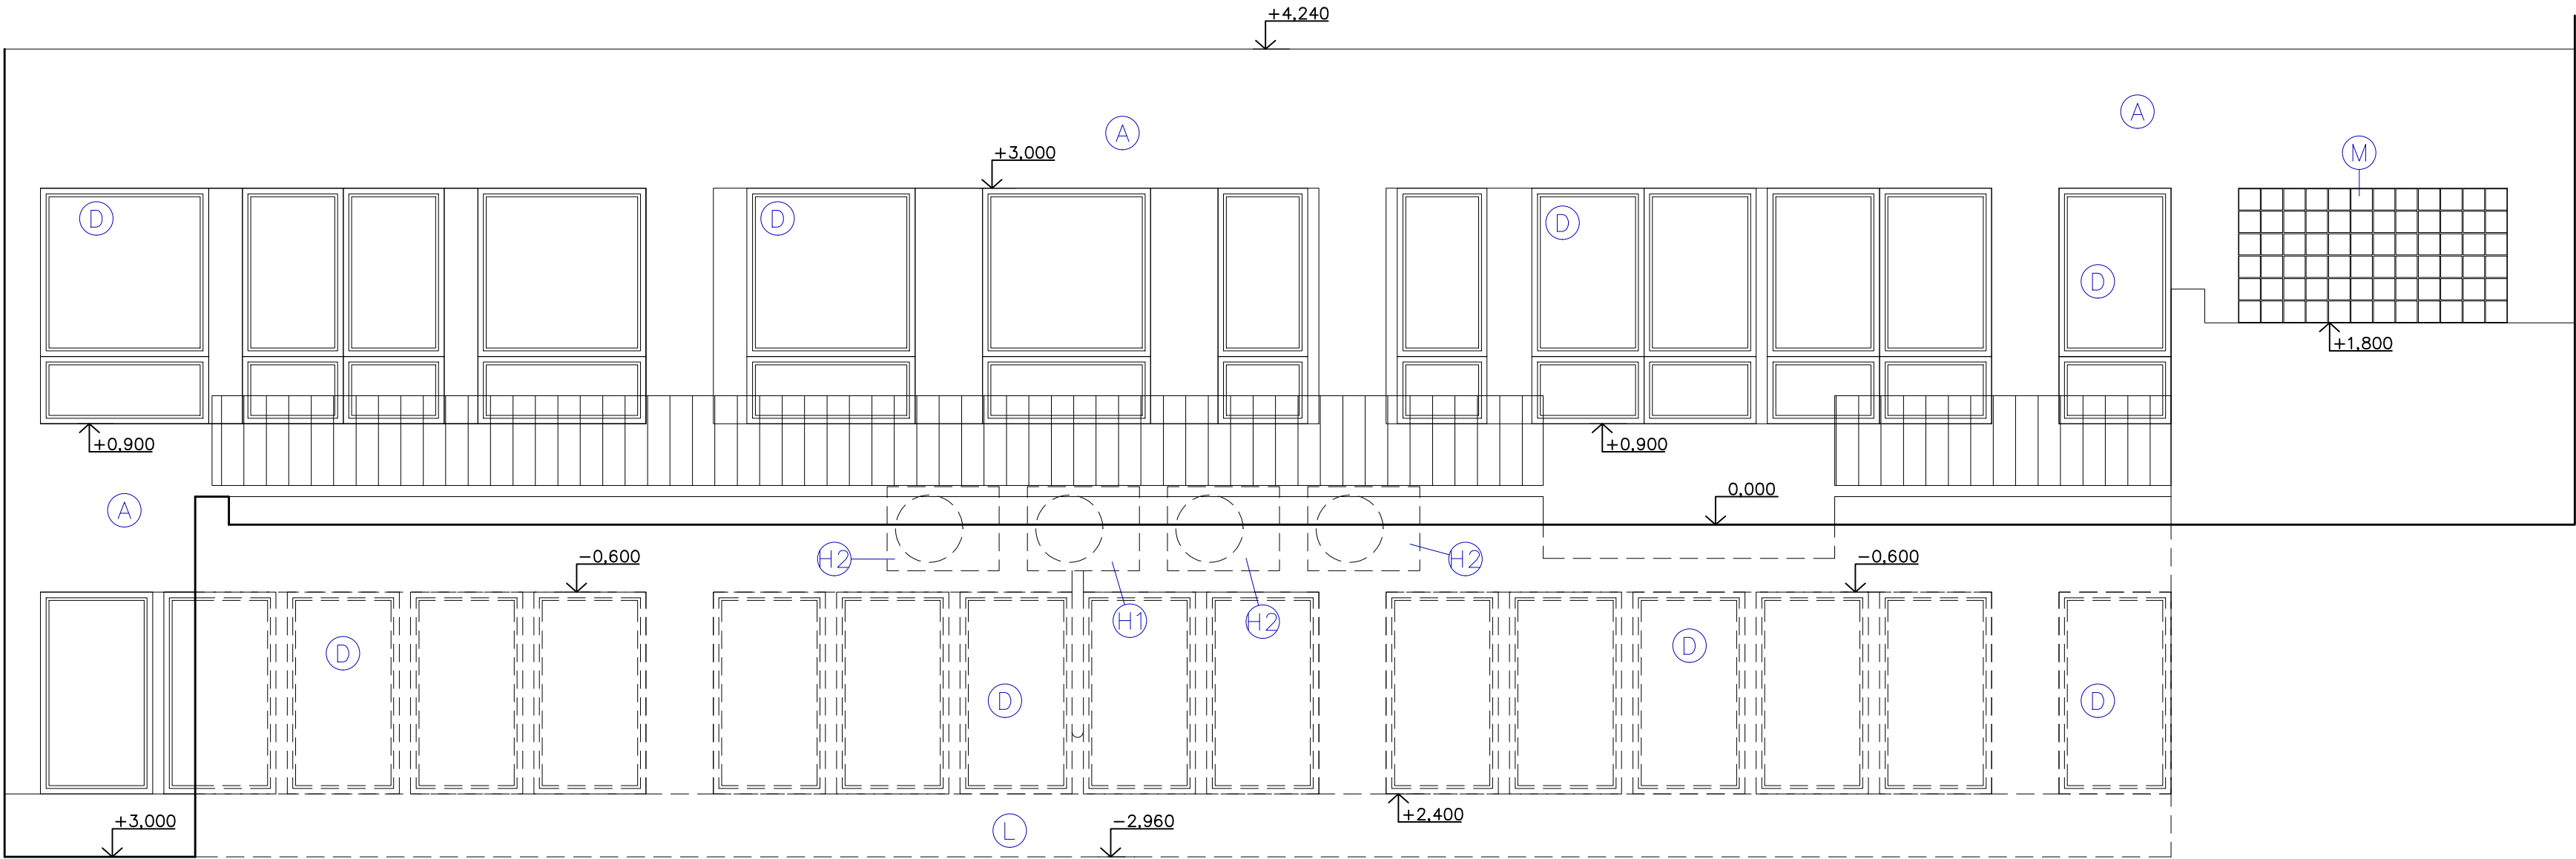 +4,240
A
A
+3,000
M
D
D
D
D
+1,800
+0,900
+0,900
0,000
A
H2
H2
-0,600
-0,600
H1
H2
D
D
D
D
+2,400
+3,000
L
-2,960